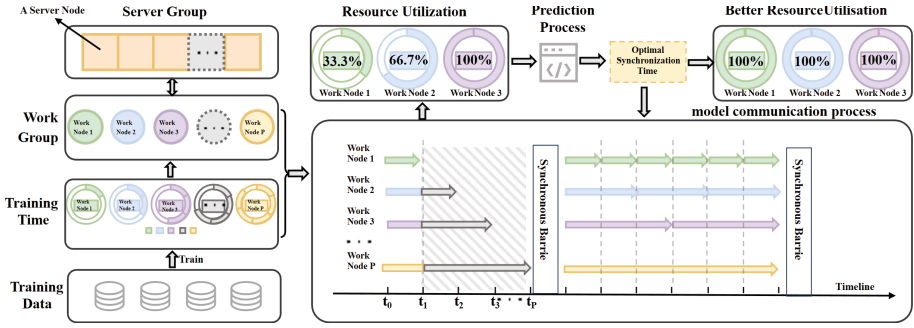 A Server Node
Server Group
Work
Group
Work
Node 1
Work
Node 2
Work
Node 3
Work
Node P
Training
Time
Work
Node 1
Work
Node 2
Work
Node 3
Work
Node P
Train
Training
Data
Resource Utilization
33.3%
66.7%
100%
Work Node 1
Work Node 2
Work Node 3
Prediction
Process
Optimal
Synchronization
Time
Better ResourceUtilisation
100%
100%
100%
Work Node 1
Work Node 2
Work Node 3
model communication process
Work
Node 1
Work
Node 2
Work
Node 3
Work
Node P
Synchronous Barrie
Synchronous Barrie
t0
t1
t2
t3
tP
Timeline